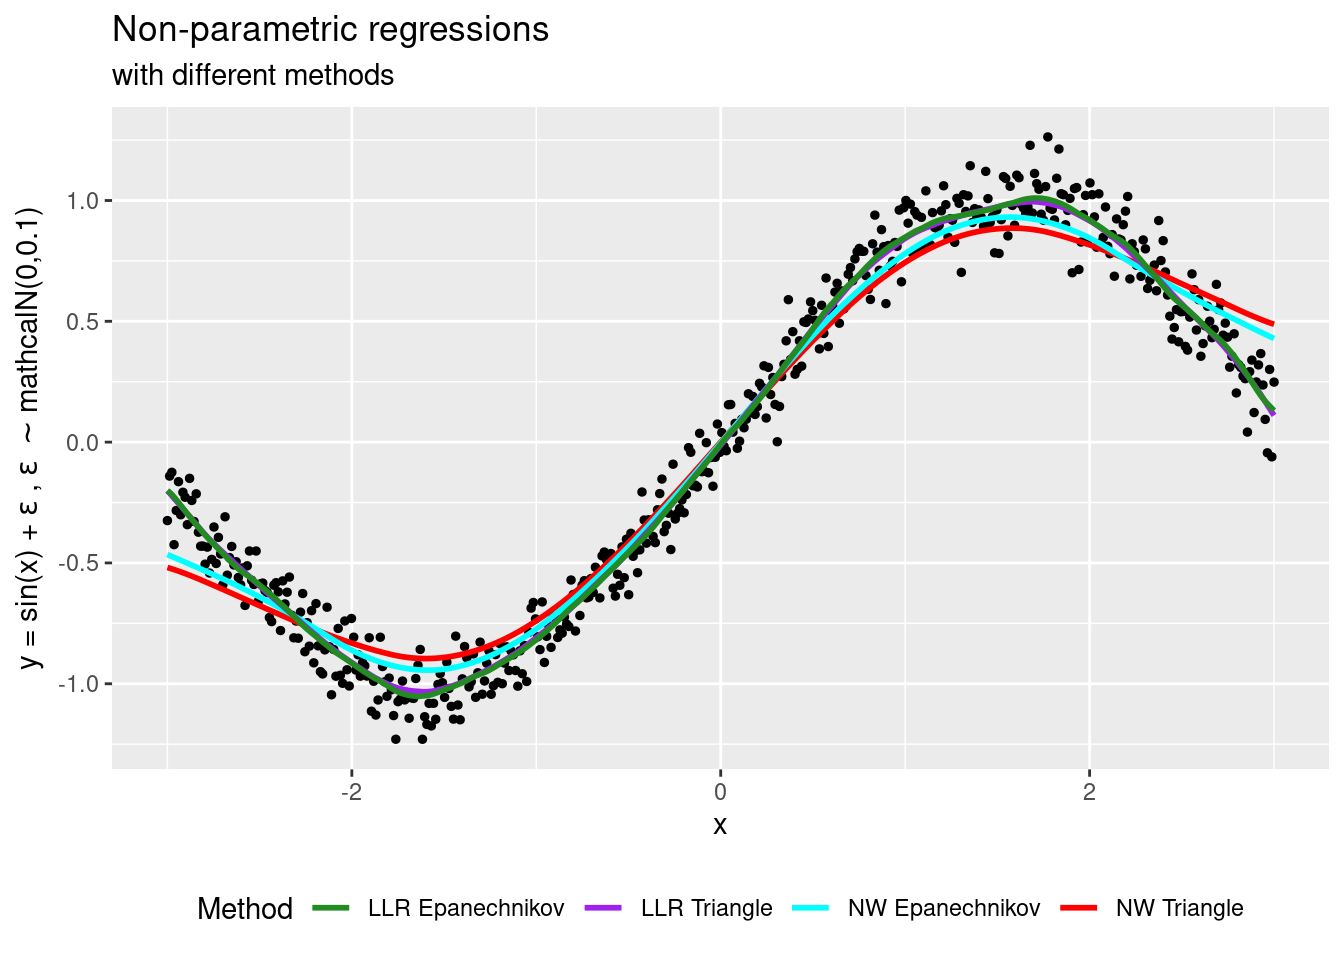 Non-parametric regressions
with different methods
y = sin(x) + ε , ε ~ mathcalN(0,0.1)
1.0
0.5
0.0
-0.5
-1.0
-2
0
2
x
Method
LLR Epanechnikov
LLR Triangle
NW Epanechnikov
NW Triangle